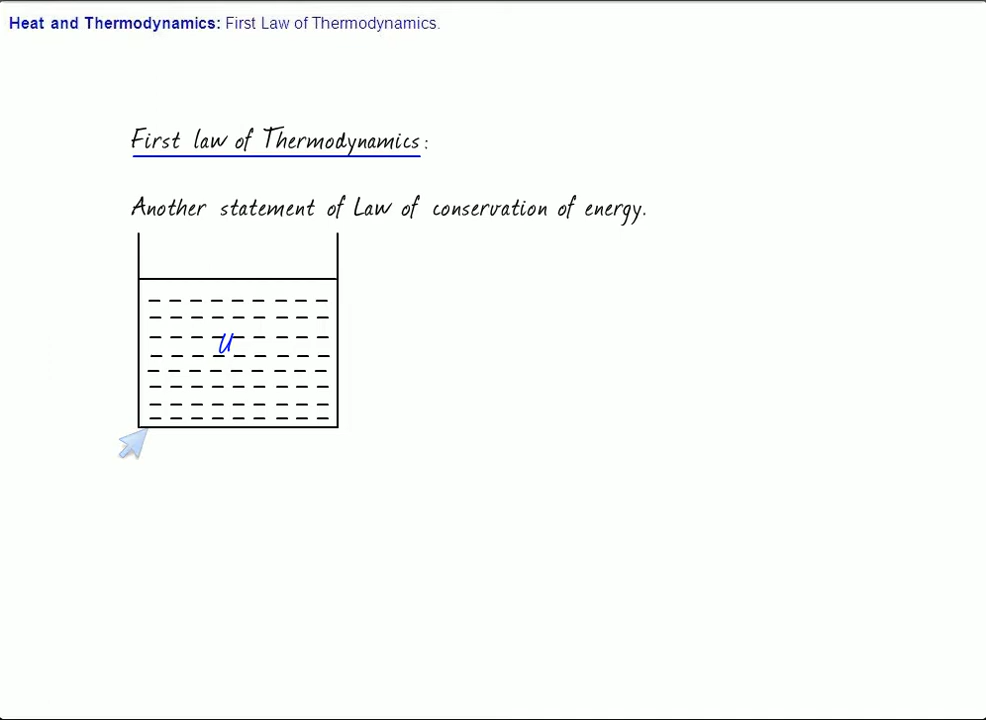 Heat and Thermodynamics: First Law of Thermodynamics.
First law of Thermodynamics:
Another statement of Law of conservation of energy.
U